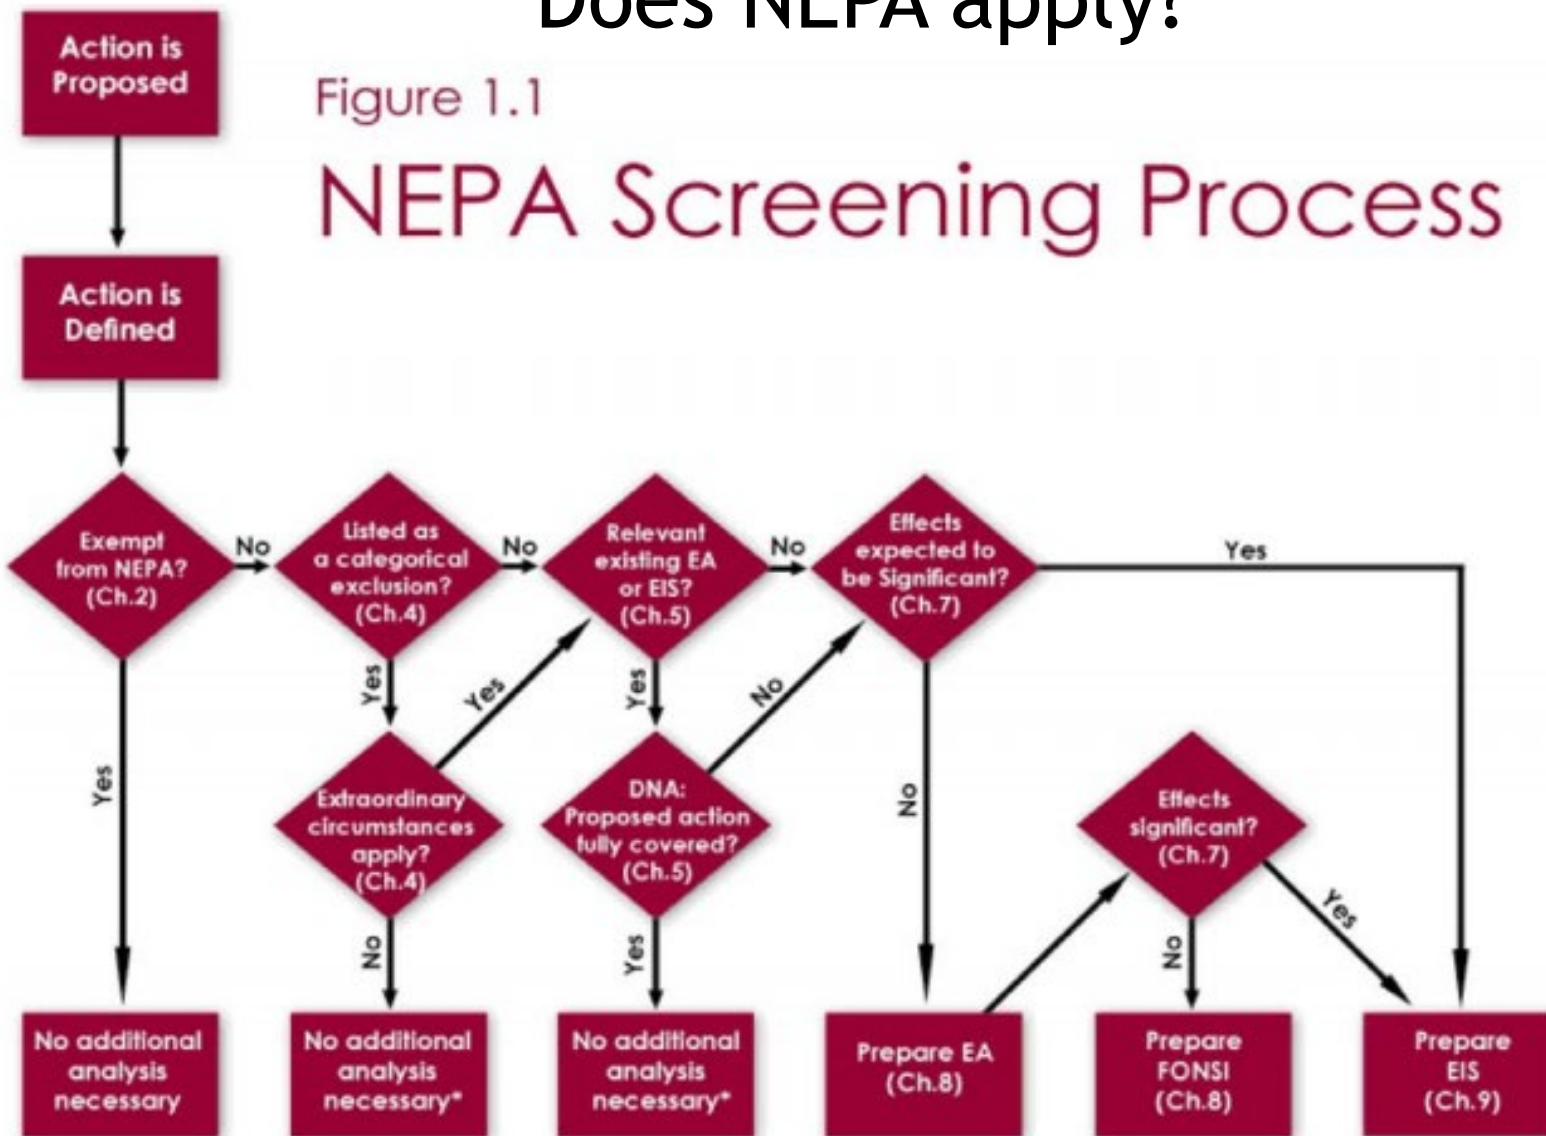 Does NEPA apply?
Action is
Proposed
Figure 1.1
NEPA Screening Process
Action is
Defined
Exempt
from NEPA?
(Ch.2)
No
Listed as
a categorical
exclusion?
(Ch.4)
No
Relevant
existing EA
or EIS?
(Ch.5)
No
Effects
expected to
be Significant?
(Ch.7)
Yes
Yes
Yes
Yes
Yes
No
No
Extraordinary
circumstances
apply?
(Ch.4)
DNA:
Proposed action
fully covered?
(Ch.5)
Effects
significant?
(Ch.7)
No
Yes
No
Yes
No additional
analysis
necessary
No additional
analysis
necessary*
No additional
analysis
necessary*
Prepare EA
(Ch.8)
Prepare
FONSI
(Ch.8)
Prepare
EIS
(Ch.9)